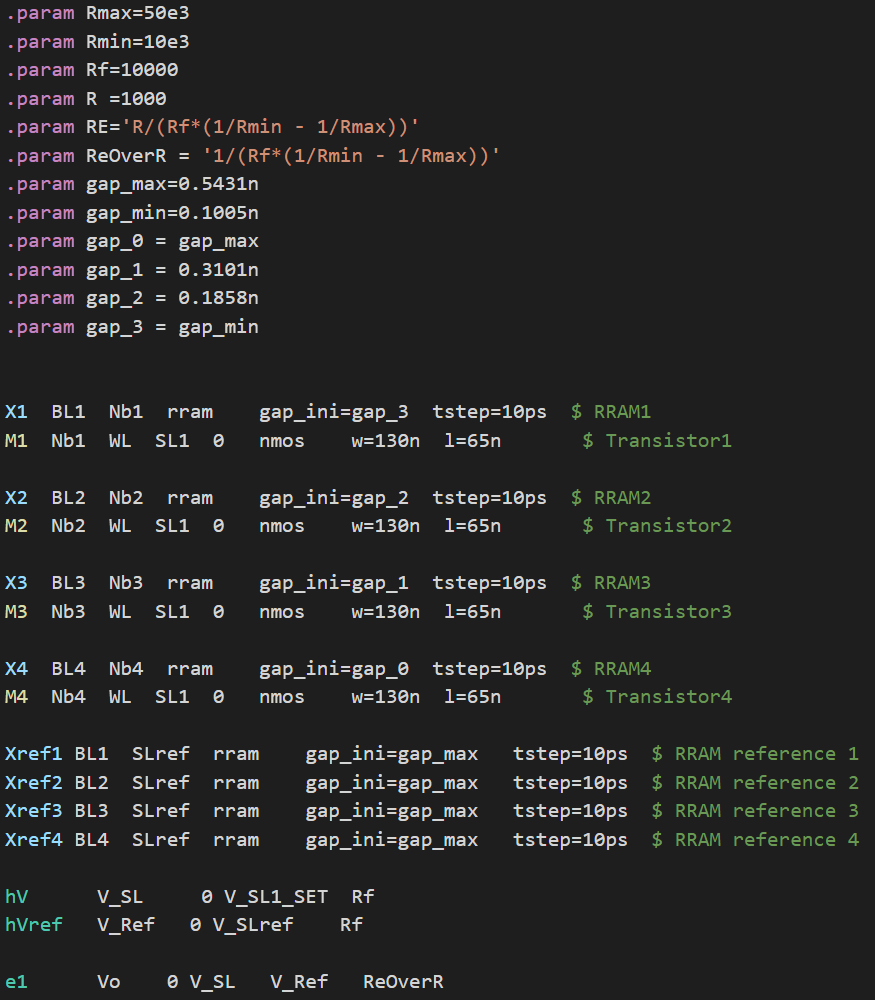 .param Rmax=50e3
.param Rmin=10e3
.param Rf=10000
.param R =1000
.param RE='R/(Rf*(1/Rmin - 1/Rmax))'
.param ReOverR = '1/(Rf*(1/Rmin - 1/Rmax))'
.param gap_max=0.5431n
.param gap_min=0.1005n
.param gap_0 = gap_max
.param gap_1 = 0.3101n
.param gap_2 = 0.1858n
.param gap_3 = gap_min
X1 BL1 Nb1 rram gap_ini=gap_3 tstep=10ps $ RRAM1
M1 Nb1 WL SL1 0 nmos w=130n l=65n $ Transistor1
X2 BL2 Nb2 rram gap_ini=gap_2 tstep=10ps $ RRAM2
M2 Nb2 WL SL1 0 nmos w=130n l=65n $ Transistor2
X3 BL3 Nb3 rram gap_ini=gap_1 tstep=10ps $ RRAM3
M3 Nb3 WL SL1 0 nmos w=130n l=65n $ Transistor3
X4 BL4 Nb4 rram gap_ini=gap_0 tstep=10ps $ RRAM4
M4 Nb4 WL SL1 0 nmos w=130n l=65n $ Transistor4
Xref1 BL1 SLref rram gap_ini=gap_max tstep=10ps $ RRAM reference 1
Xref2 BL2 SLref rram gap_ini=gap_max tstep=10ps $ RRAM reference 2
Xref3 BL3 SLref rram gap_ini=gap_max tstep=10ps $ RRAM reference 3
Xref4 BL4 SLref rram gap_ini=gap_max tstep=10ps $ RRAM reference 4
hV V_SL 0 V_SL1_SET Rf
hVref V_Ref 0 V_SLref Rf
e1 Vo 0 V_SL V_Ref ReOverR